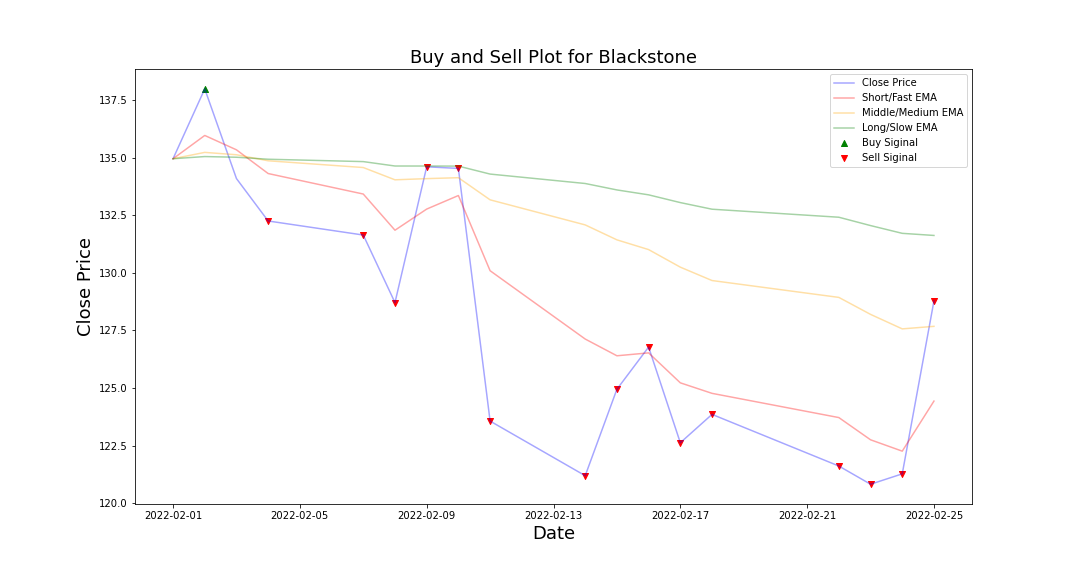 Buy and Sell Plot for Blackstone
Close Price
Short/Fast EMA
Middle/Medium EMA
Long/Slow EMA
Buy Siginal
Sell Siginal
137.5
135.0
132.5
130.0
127.5
125.0
122.5
120.0
Close Price
2022-02-01 2022-02-05 2022-02-09 2022-02-13 2022-02-17 2022-02-21 2022-02-25
Date